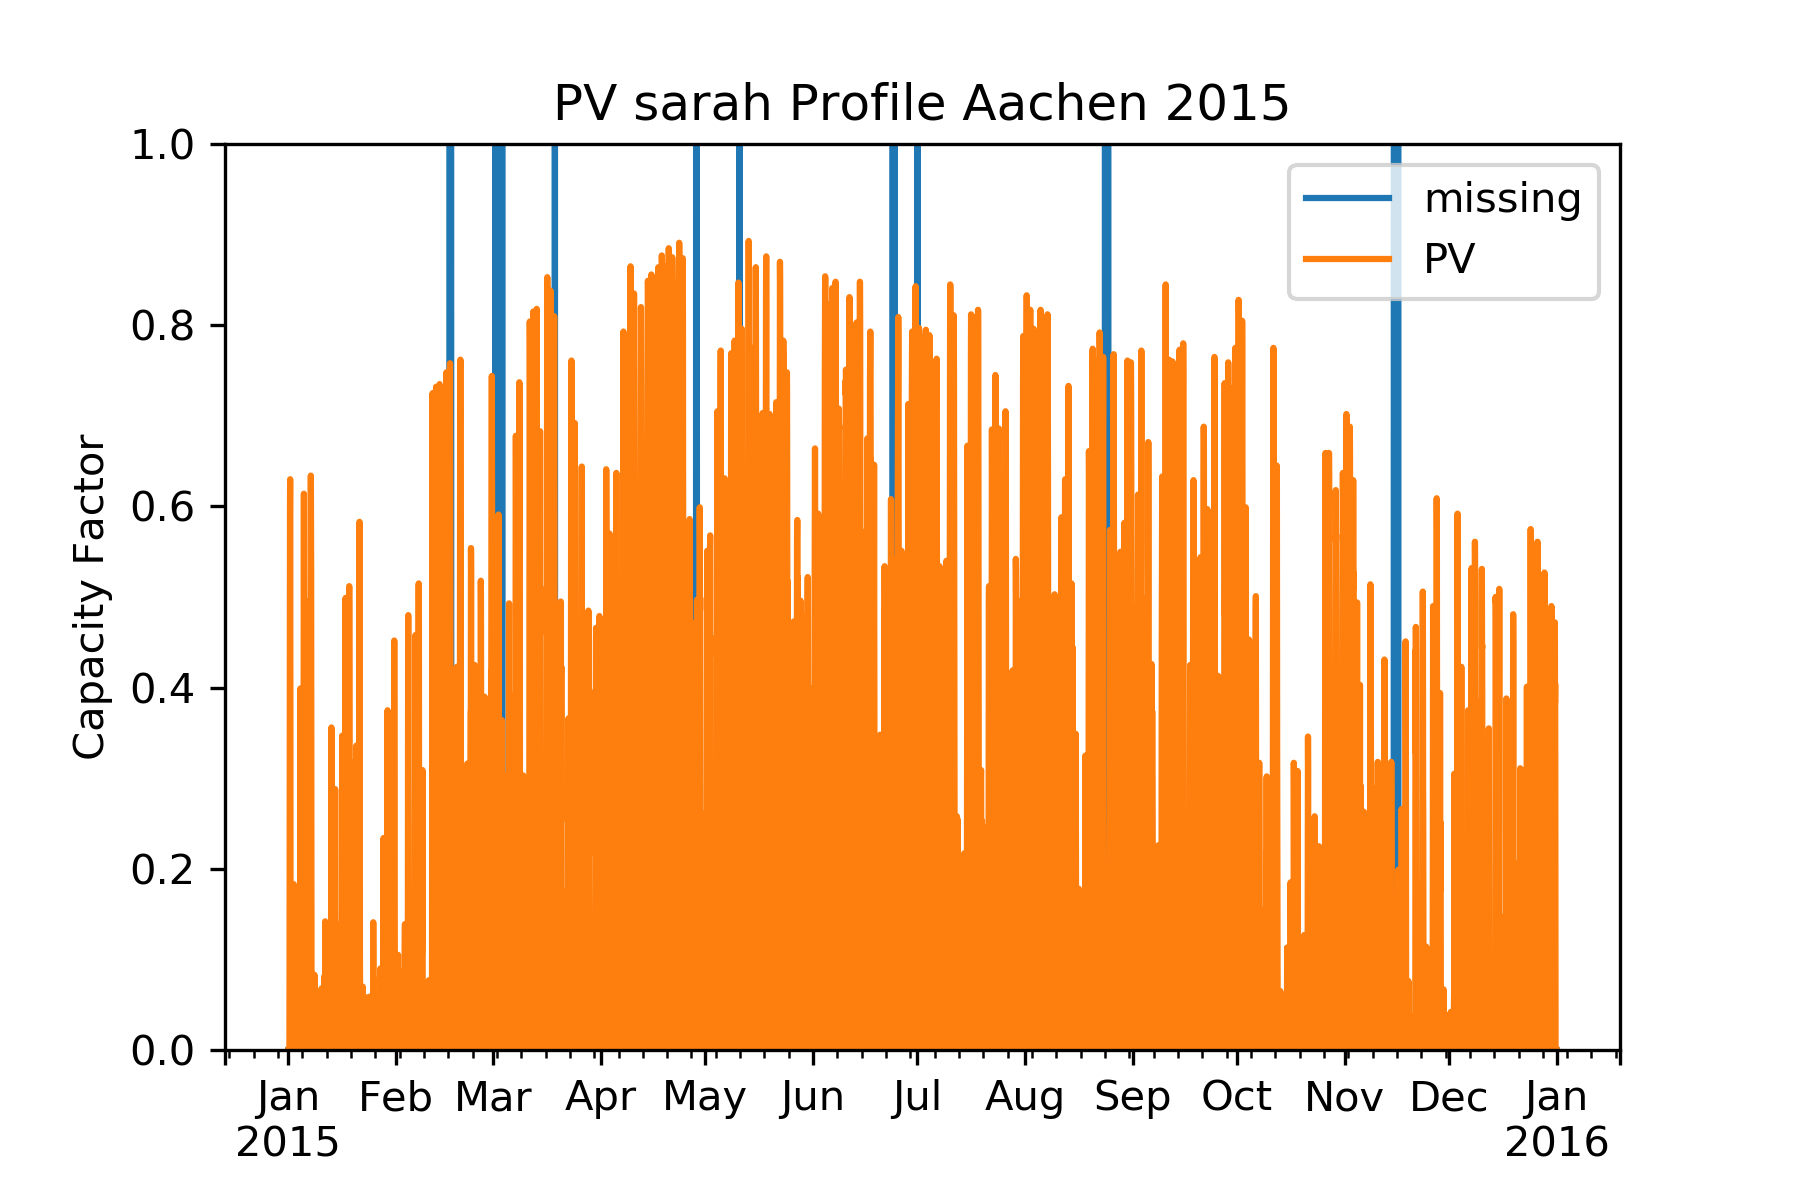 PV sarah Profile Aachen 2015
1.0
0.8
0.6
0.4
0.2
0.0
Capacity Factor
missing
PV
Jan Feb Mar Apr May Jun Jul Aug Sep Oct Nov Dec Jan
2015 2016